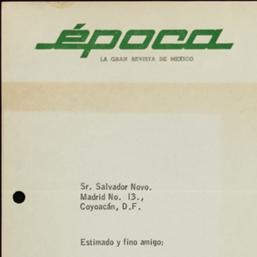 época
LA GRAN REVISTA DE MEXICO
Sr. Salvador Novo.
Madrid No. 13.,
Coyoacán, D.F.
Estimado y fino amigo: